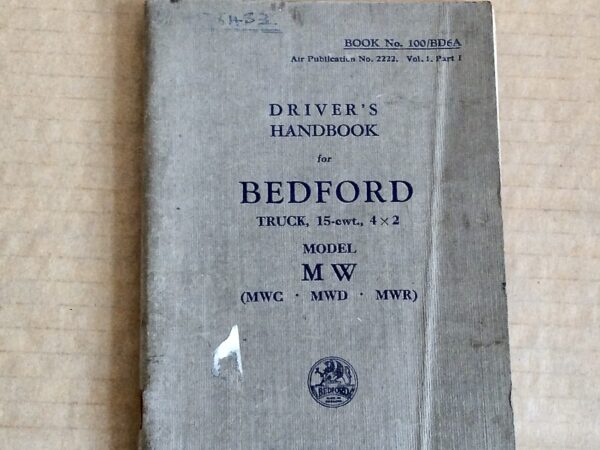 BOOK No. 100/BD6A
Air Publication No. 2222. Vol. 1. Part 1
DRIVER'S
HANDBOOK
for
BEDFORD
TRUCK, 15-cwt., 4 × 2
MODEL
MW
(MWC · MWD · MWR)
BEDFORD